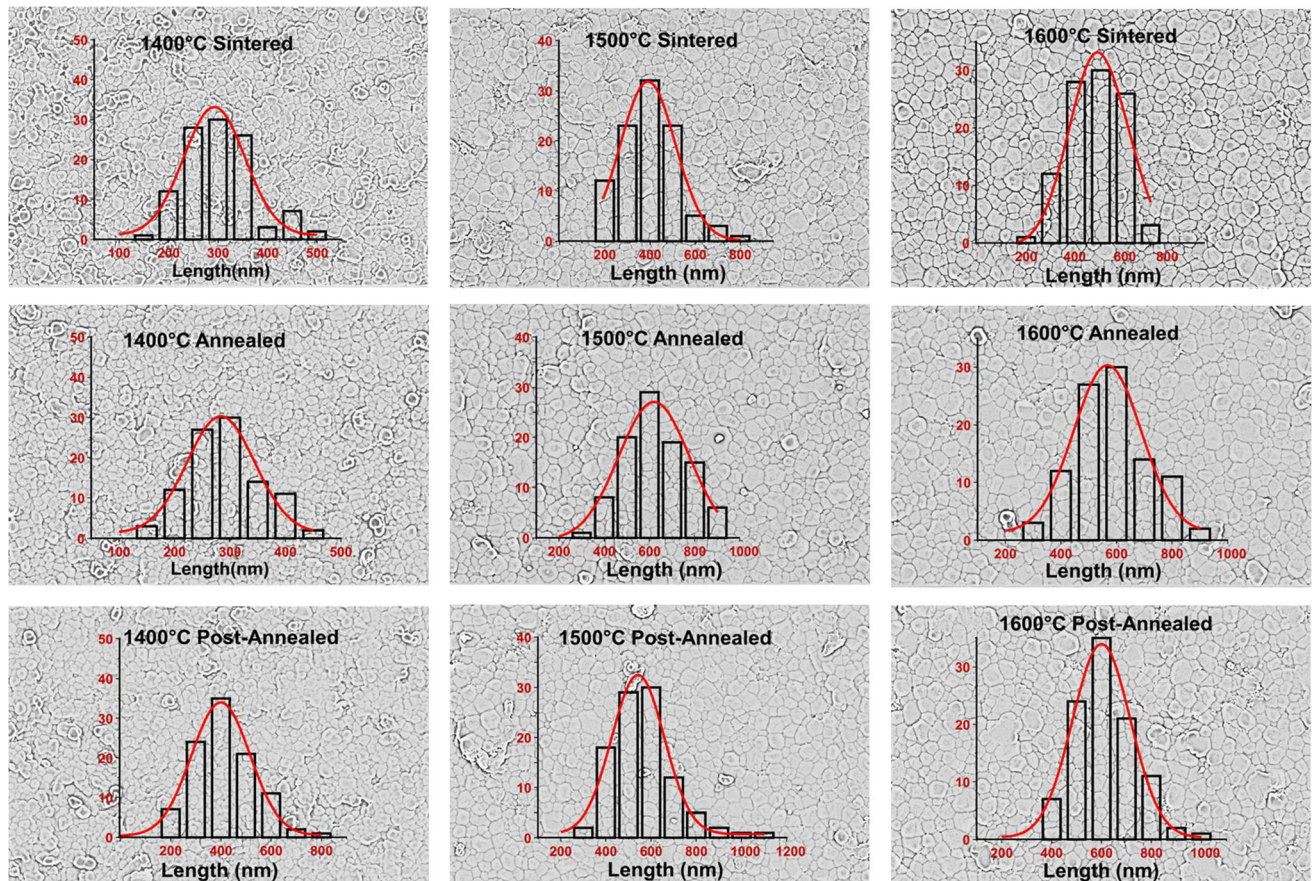 1400°C Sintered
50
40
30
20
10
0
100 200 300 400 500
Length(nm)
1500°C Sintered
40
30
20
10
0
200 400 600 800
Length (nm)
1600°C Sintered
30
20
10
0
200 400 600 800
Length (nm)
1400°C Annealed
50
40
30
20
10
0
100 200 300 400 500
Length(nm)
1500°C Annealed
40
30
20
10
0
200 400 600 800 1000
Length (nm)
1600°C Annealed
30
20
10
0
200 400 600 800 1000
Length (nm)
1400°C Post-Annealed
50
40
30
20
10
0
200 400 600 800
Length (nm)
1500°C Post-Annealed
40
30
20
10
0
200 400 600 800 1000 1200
Length (nm)
1600°C Post-Annealed
30
20
10
0
200 400 600 800 1000
Length (nm)